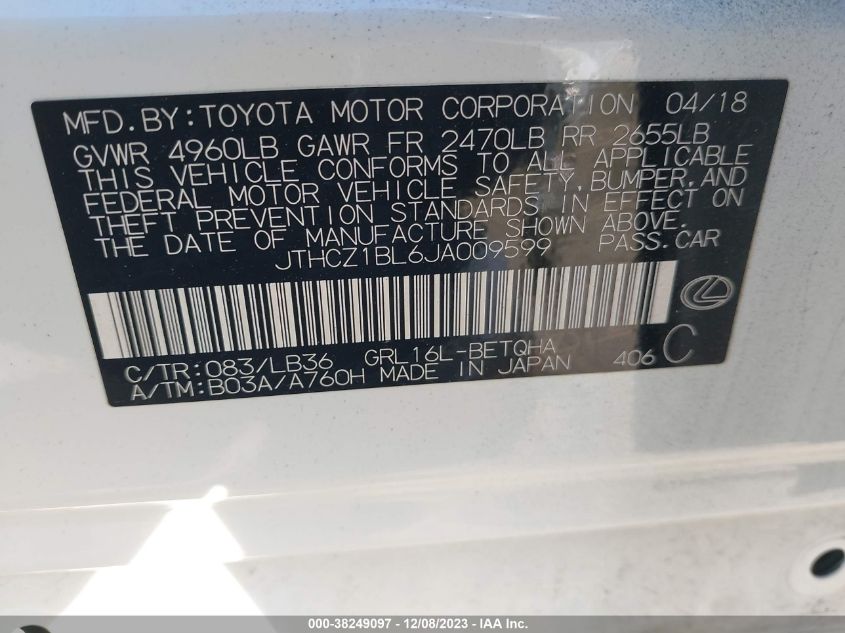 MFD. BY: TOYOTA MOTOR CORPORATION 04/18
GVWR 4960LB GAWR FR 2470LB RR 2655LB
THIS VEHICLE CONFORMS TO ALL APPLICABLE
FEDERAL MOTOR VEHICLE SAFETY, BUMPER, AND
THEFT PREVENTION STANDARDS IN EFFECT ON
THE DATE OF MANUFACTURE SHOWN ABOVE.
JTHCZ1BL6JA009599 PASS. CAR
C/TR: 083/LB36 GRL16L-BETQHA 406 C
A/TM: B03A/A760H MADE IN JAPAN
000-38249097 - 12/08/2023 - IAA Inc.